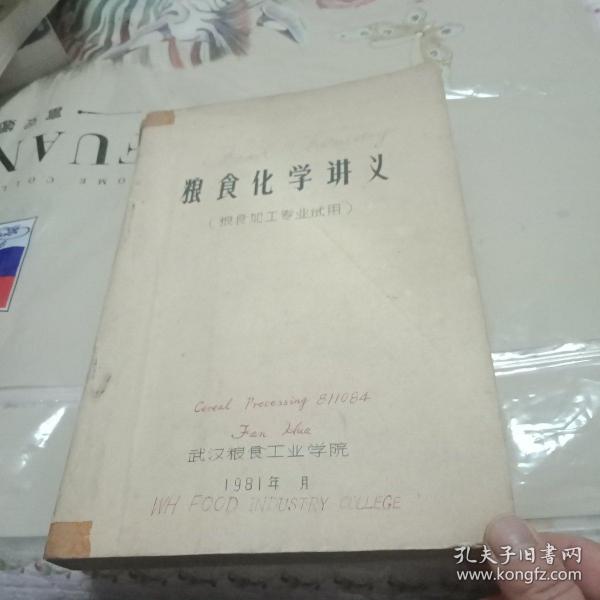 粮食化学讲义
(粮食加工专业试用)
Cereal Processing 811084
Fan Hua
武汉粮食工业学院
1981年 月
WH FOOD INDUSTRY COLLEGE
孔夫子旧书网
www.kongfz.com